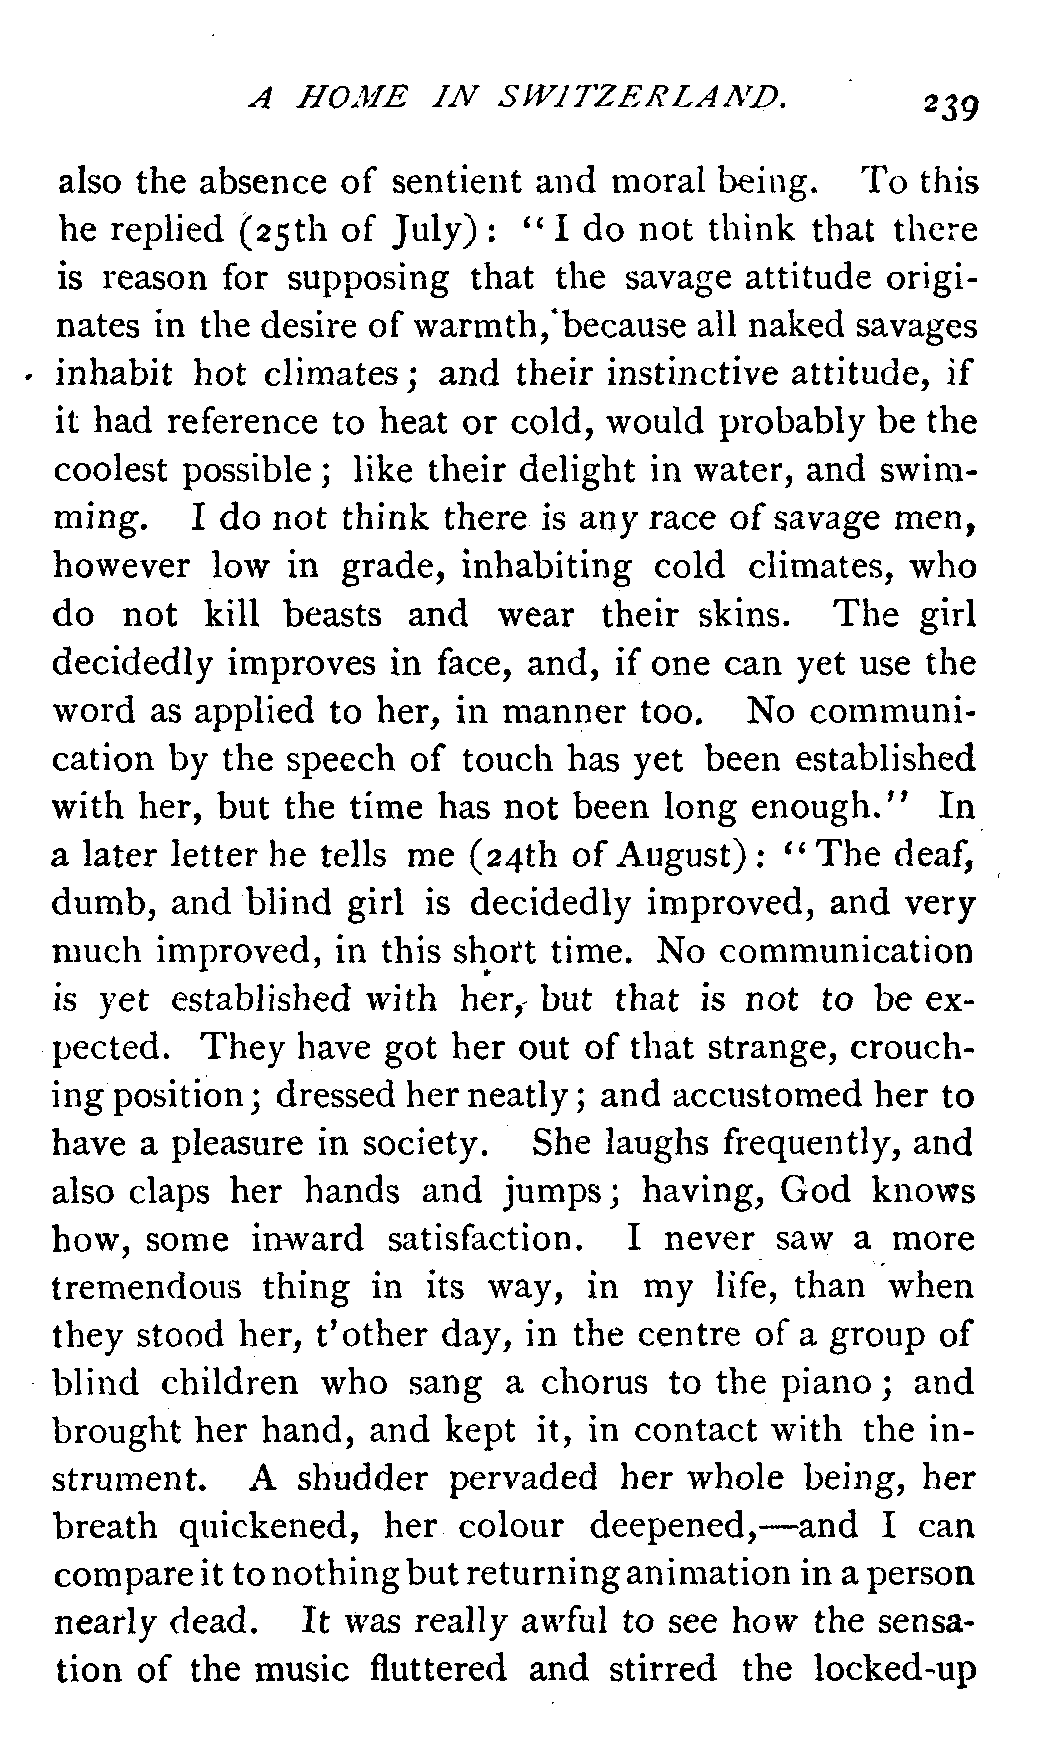 A HOME IN SWITZERLAND. 239
also the absence of sentient and moral being. To this
he replied (25th of July): "I do not think that there
is reason for supposing that the savage attitude origi-
nates in the desire of warmth, because all naked savages
inhabit hot climates; and their instinctive attitude, if
it had reference to heat or cold, would probably be the
coolest possible; like their delight in water, and swim-
ming. I do not think there is any race of savage men,
however low in grade, inhabiting cold climates, who
do not kill beasts and wear their skins. The girl
decidedly improves in face, and, if one can yet use the
word as applied to her, in manner too. No communi-
cation by the speech of touch has yet been established
with her, but the time has not been long enough." In
a later letter he tells me (24th of August): "The deaf,
dumb, and blind girl is decidedly improved, and very
much improved, in this short time. No communication
is yet established with her, but that is not to be ex-
pected. They have got her out of that strange, crouch-
ing position; dressed her neatly; and accustomed her to
have a pleasure in society. She laughs frequently, and
also claps her hands and jumps; having, God knows
how, some inward satisfaction. I never saw a more
tremendous thing in its way, in my life, than when
they stood her, t'other day, in the centre of a group of
blind children who sang a chorus to the piano; and
brought her hand, and kept it, in contact with the in-
strument. A shudder pervaded her whole being, her
breath quickened, her colour deepened,—and I can
compare it to nothing but returning animation in a person
nearly dead. It was really awful to see how the sensa-
tion of the music fluttered and stirred the locked-up